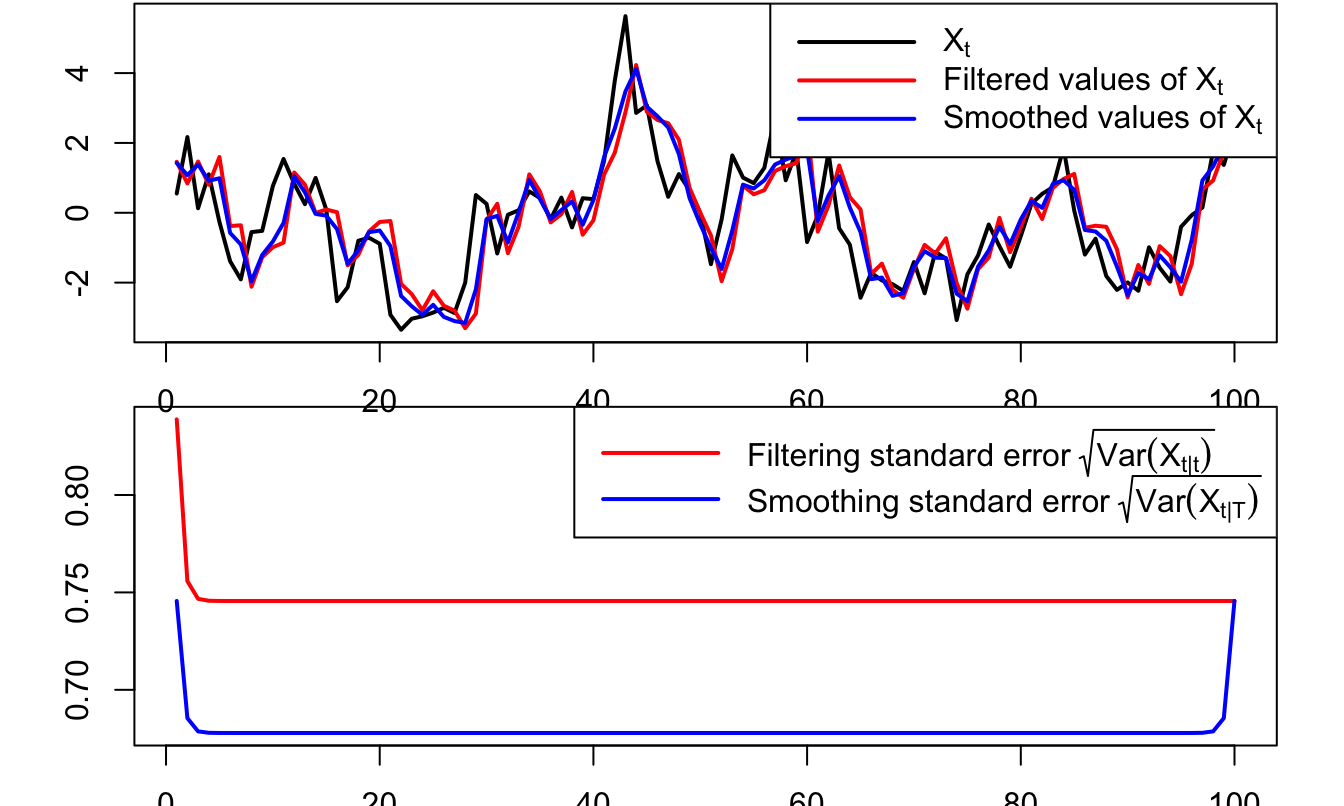 4
2
0
-2
X_t
Filtered values of X_t
Smoothed values of X_t
0 20 40 60 80 100
0.80
0.75
0.70
Filtering standard error √Var(X_t|t)
Smoothing standard error √Var(X_t|T)
0 20 40 60 80 100